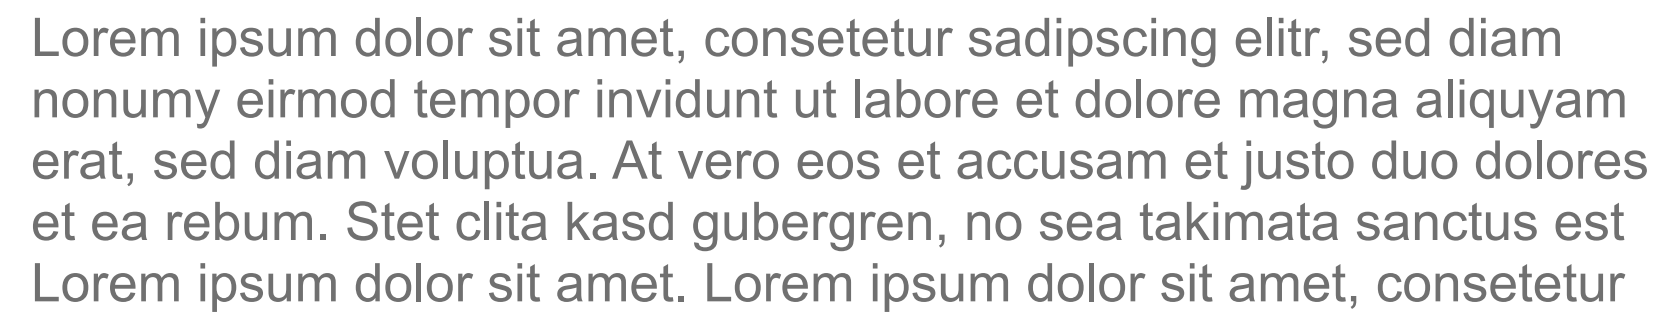 Lorem ipsum dolor sit amet, consetetur sadipscing elitr, sed diam
nonumy eirmod tempor invidunt ut labore et dolore magna aliquyam
erat, sed diam voluptua. At vero eos et accusam et justo duo dolores
et ea rebum. Stet clita kasd gubergren, no sea takimata sanctus est
Lorem ipsum dolor sit amet. Lorem ipsum dolor sit amet, consetetur